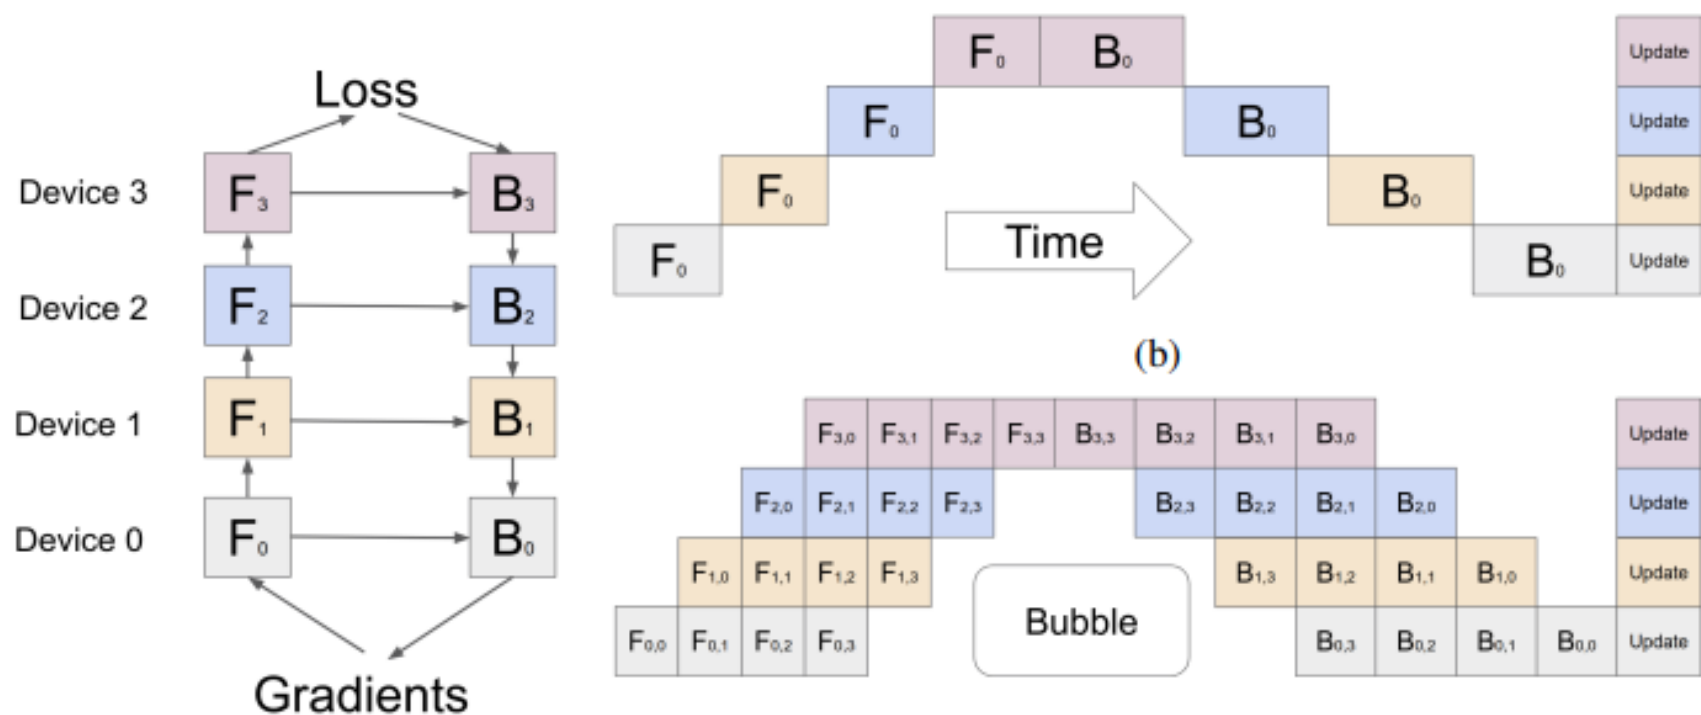 Loss
Device 3 F3 B3
Device 2 F2 B2
Device 1 F1 B1
Device 0 F0 B0
Gradients
F0 B0 Update
F0 B0 Update
F0 B0 Update
F0 B0 Update
Time
(b)
F3,0 F3,1 F3,2 F3,3 B3,3 B3,2 B3,1 B3,0 Update
F2,0 F2,1 F2,2 F2,3 B2,3 B2,2 B2,1 B2,0 Update
F1,0 F1,1 F1,2 F1,3 B1,3 B1,2 B1,1 B1,0 Update
Bubble
F0,0 F0,1 F0,2 F0,3 B0,3 B0,2 B0,1 B0,0 Update